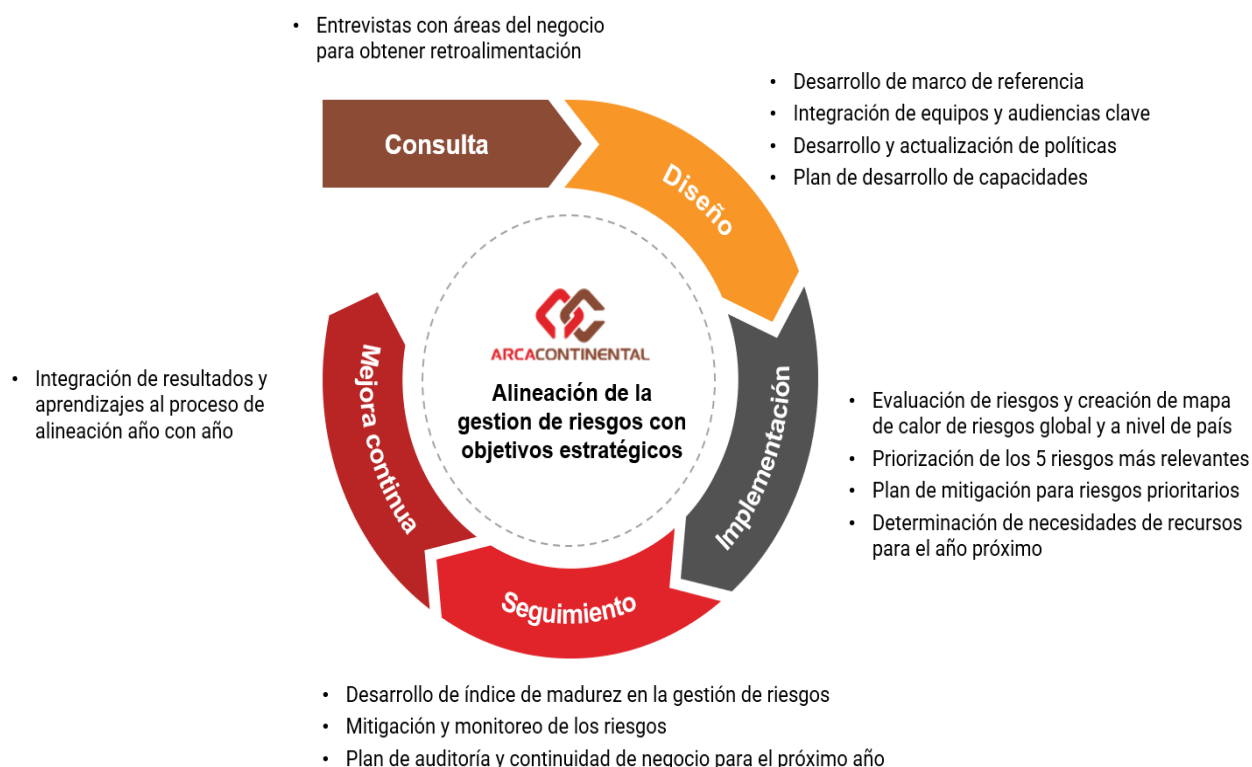 • Entrevistas con áreas del negocio
para obtener retroalimentación
Consulta
Diseño
• Desarrollo de marco de referencia
• Integración de equipos y audiencias clave
• Desarrollo y actualización de políticas
• Plan de desarrollo de capacidades
ARCACONTINENTAL
Alineación de la
gestion de riesgos con
objetivos estratégicos
Implementación
• Evaluación de riesgos y creación de mapa
de calor de riesgos global y a nivel de país
• Priorización de los 5 riesgos más relevantes
• Plan de mitigación para riesgos prioritarios
• Determinación de necesidades de recursos
para el año próximo
Seguimiento
• Desarrollo de índice de madurez en la gestión de riesgos
• Mitigación y monitoreo de los riesgos
• Plan de auditoría y continuidad de negocio para el próximo año
Mejora continua
• Integración de resultados y
aprendizajes al proceso de
alineación año con año